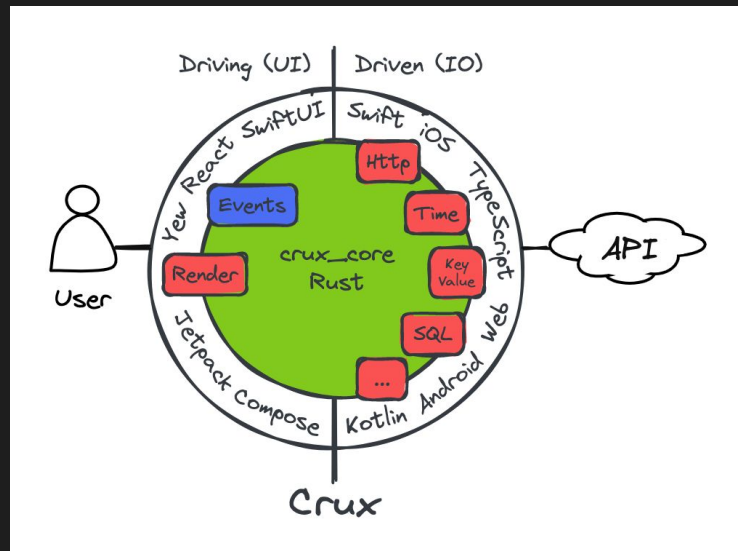 Driving (UI)
Driven (IO)
Yew React SwiftUI
Swift iOS TypeScript
Http
Events
Time
crux_core
Rust
Key
Value
Render
API
User
SQL
...
Jetpack Compose
Kotlin Android Web
Crux